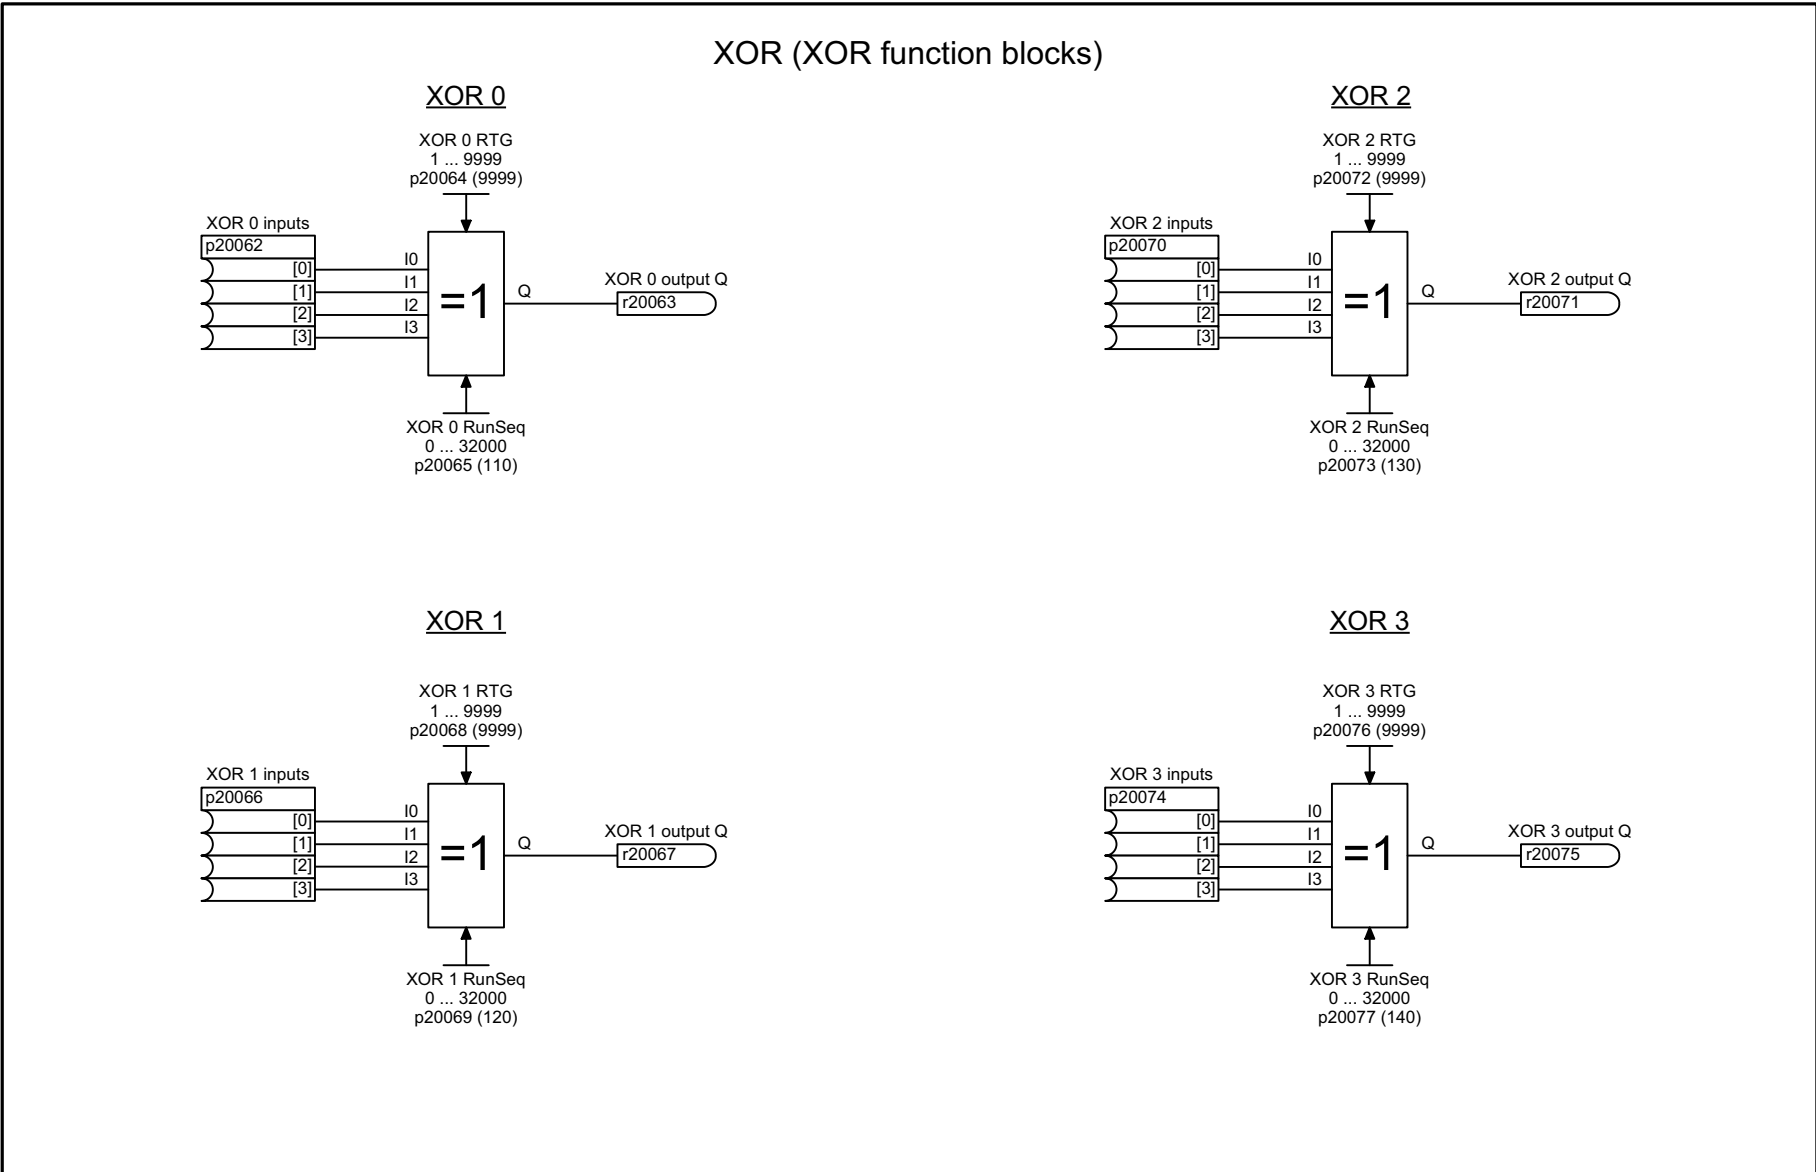 XOR (XOR function blocks)
XOR 0
XOR 0 RTG
1 ... 9999
p20064 (9999)
XOR 0 inputs
p20062
[0]
[1]
[2]
[3]
I0
I1
I2
I3
=1
Q
XOR 0 output Q
r20063
XOR 0 RunSeq
0 ... 32000
p20065 (110)
XOR 2
XOR 2 RTG
1 ... 9999
p20072 (9999)
XOR 2 inputs
p20070
[0]
[1]
[2]
[3]
I0
I1
I2
I3
=1
Q
XOR 2 output Q
r20071
XOR 2 RunSeq
0 ... 32000
p20073 (130)
XOR 1
XOR 1 RTG
1 ... 9999
p20068 (9999)
XOR 1 inputs
p20066
[0]
[1]
[2]
[3]
I0
I1
I2
I3
=1
Q
XOR 1 output Q
r20067
XOR 1 RunSeq
0 ... 32000
p20069 (120)
XOR 3
XOR 3 RTG
1 ... 9999
p20076 (9999)
XOR 3 inputs
p20074
[0]
[1]
[2]
[3]
I0
I1
I2
I3
=1
Q
XOR 3 output Q
r20075
XOR 3 RunSeq
0 ... 32000
p20077 (140)